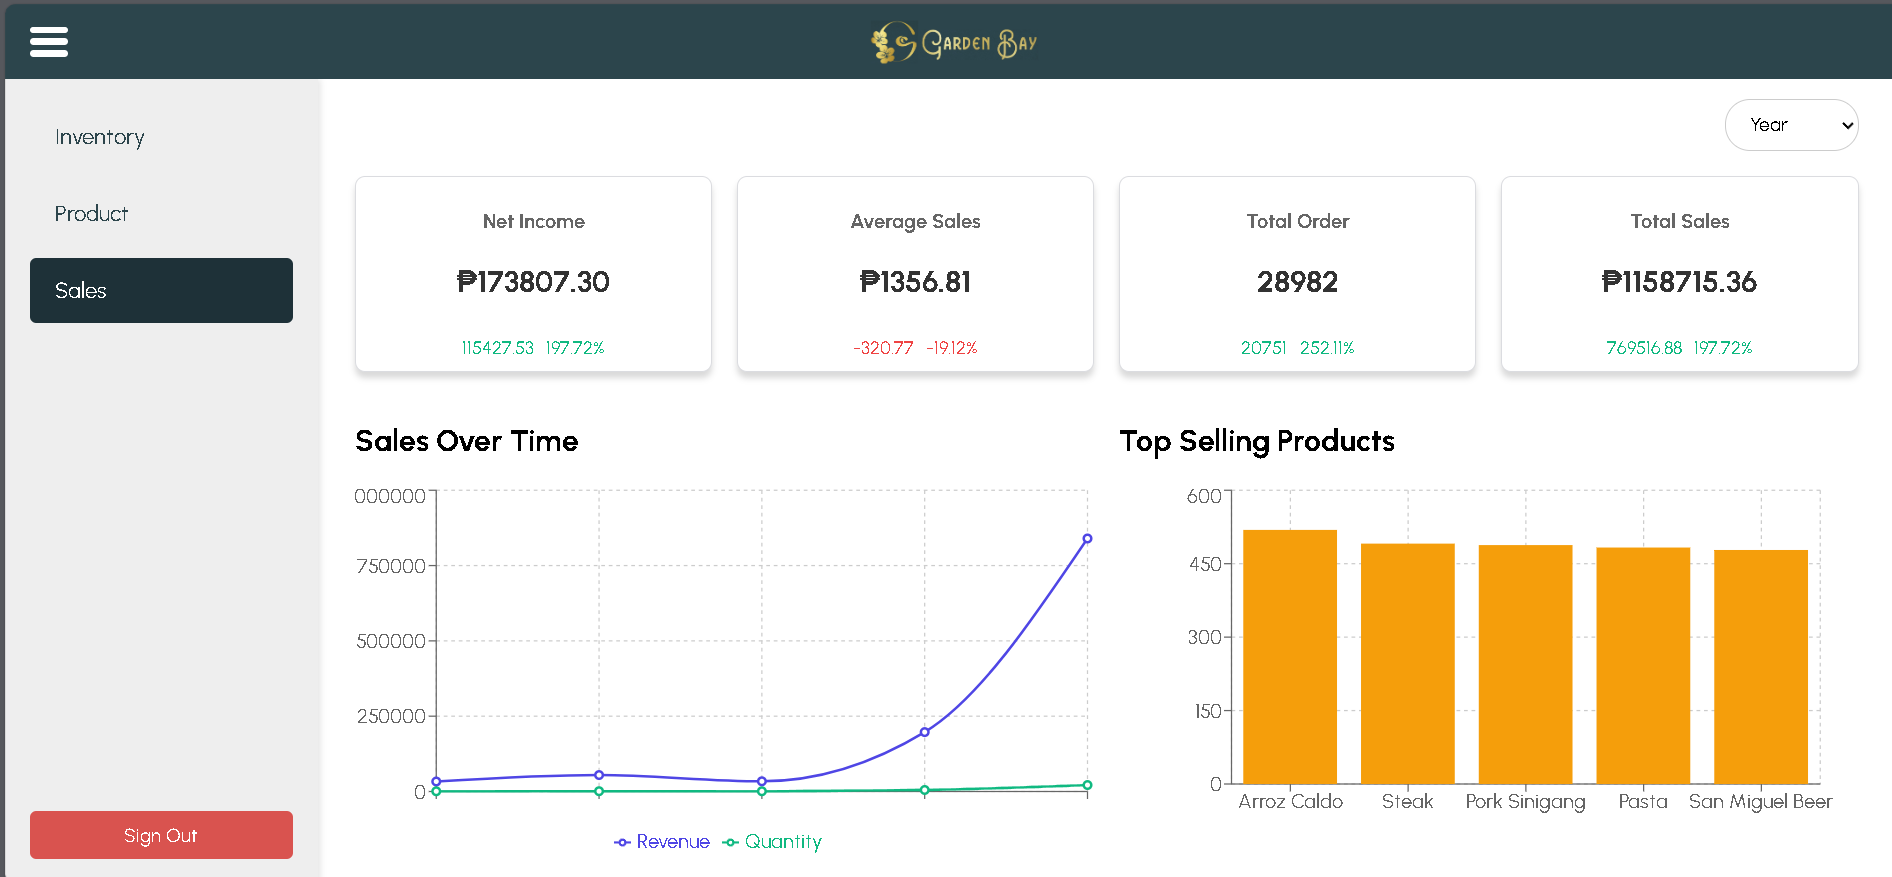 Garden Bay
Inventory
Product
Sales
Sign Out
Year
Net Income
₱173807.30
115427.53 197.72%
Average Sales
₱1356.81
-320.77 -19.12%
Total Order
28982
20751 252.11%
Total Sales
₱1158715.36
769516.88 197.72%
Sales Over Time
000000
750000
500000
250000
0
Revenue Quantity
Top Selling Products
600
450
300
150
0
Arroz Caldo Steak Pork Sinigang Pasta San Miguel Beer